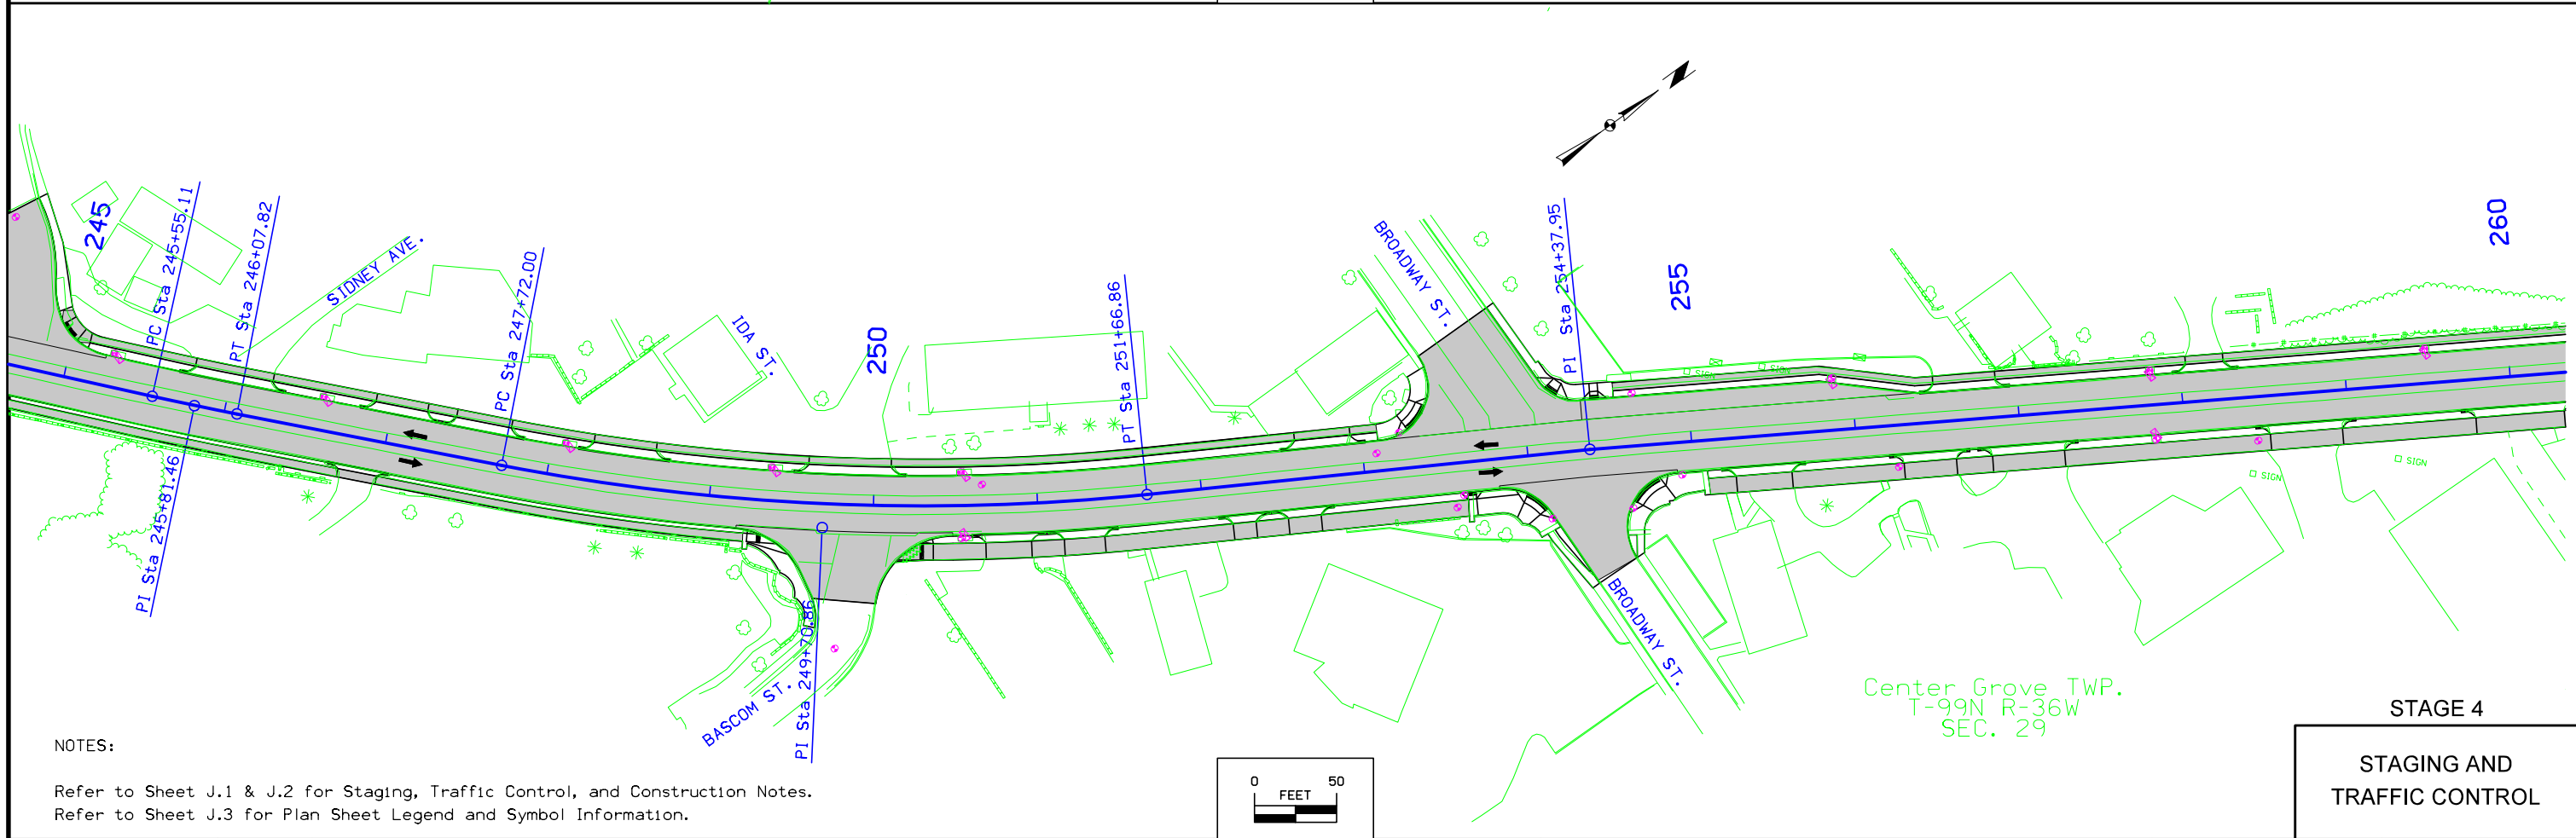 245
PC Sta 245+55.11
PT Sta 246+07.82
PI Sta 245+81.46
SIDNEY AVE.
PC Sta 247+72.00
IDA ST.
250
PI Sta 249+70.86
BASCOM ST.
PT Sta 251+66.86
BROADWAY ST.
PI Sta 254+37.95
255
SIGN
SIGN
BROADWAY ST.
260
SIGN
SIGN
Center Grove TWP.
T-99N R-36W
SEC. 29
NOTES:
Refer to Sheet J.1 & J.2 for Staging, Traffic Control, and Construction Notes.
Refer to Sheet J.3 for Plan Sheet Legend and Symbol Information.
0 50
FEET
STAGE 4
STAGING AND
TRAFFIC CONTROL